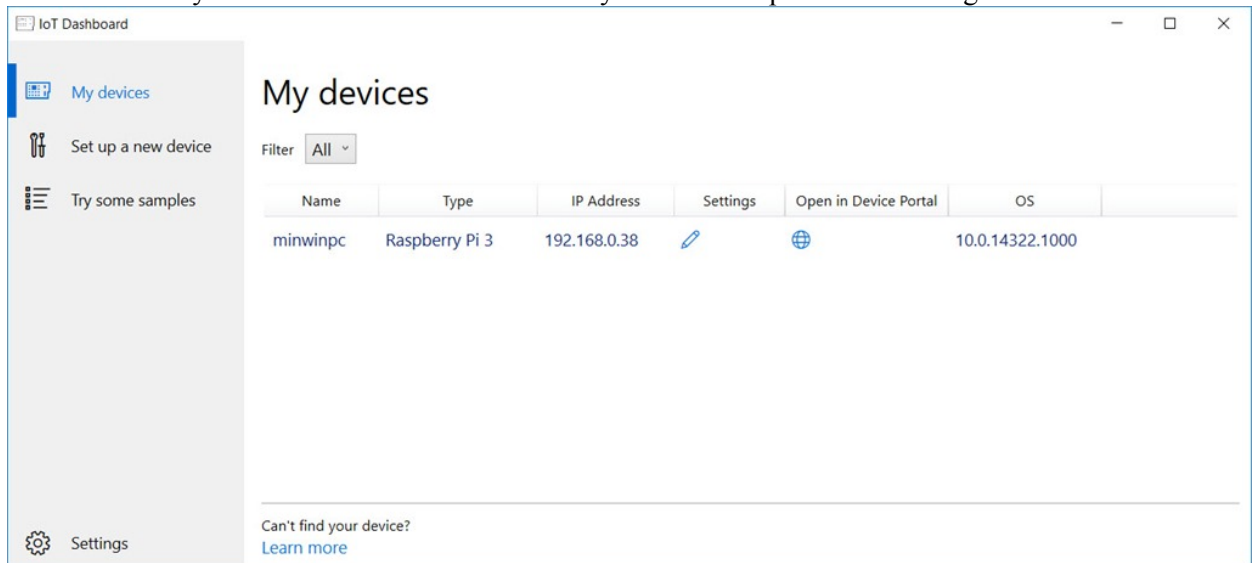 IoT Dashboard
My devices
Set up a new device
Try some samples
Settings
My devices
Filter All
Name Type IP Address Settings Open in Device Portal OS
minwinpc Raspberry Pi 3 192.168.0.38 10.0.14322.1000
Can't find your device?
Learn more